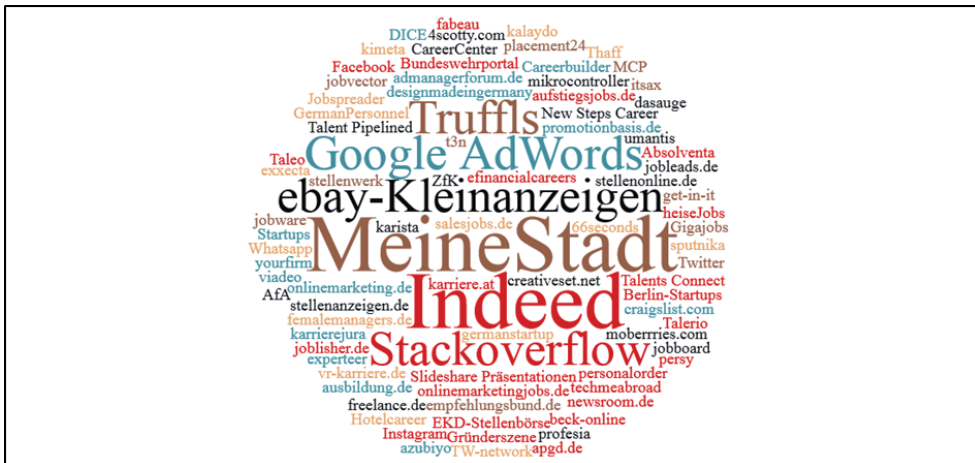 fabeau
DICE 4scotty.com kalaydo
kimeta CareerCenter placement24 Thaff
Facebook Bundeswehrportal Careerbuilder MCP
jobvector admanagerforum.de mikrocontroller itsax
Jobspreader designmadeingermany aufstiegsjobs.de dasauge
GermanPersonnel Truffls New Steps Career
Talent Pipelined promotionbasis.de
t3n umantis
Taleo Google AdWords Absolventa
exxecta jobleads.de
stellenwerk ZfK efinancialcareers stellenonline.de
ebay-Kleinanzeigen get-in-it
heiseJobs
jobware karista salesjobs.de 66seconds Gigajobs
Startups
Whatsapp MeineStadt sputnika
yourfirm Twitter
viadeo onlinemarketing.de karriere.at creativeset.net Talents Connect
AfA Indeed Berlin-Startups
stellenanzeigen.de craigslist.com
femalemanagers.de Talerio
karrierejura germanstartup moberrries.com
joblisher.de Stackoverflow jobboard
experteer persy
vr-karriere.de Slideshare Präsentationen personalorder
ausbildung.de onlinemarketingjobs.de techmeabroad
freelance.de empfehlungsbund.de newsroom.de
Hotelcareer EKD-Stellenbörse beck-online
Instagram Gründerszene profesia
azubiyo TW-network apgd.de